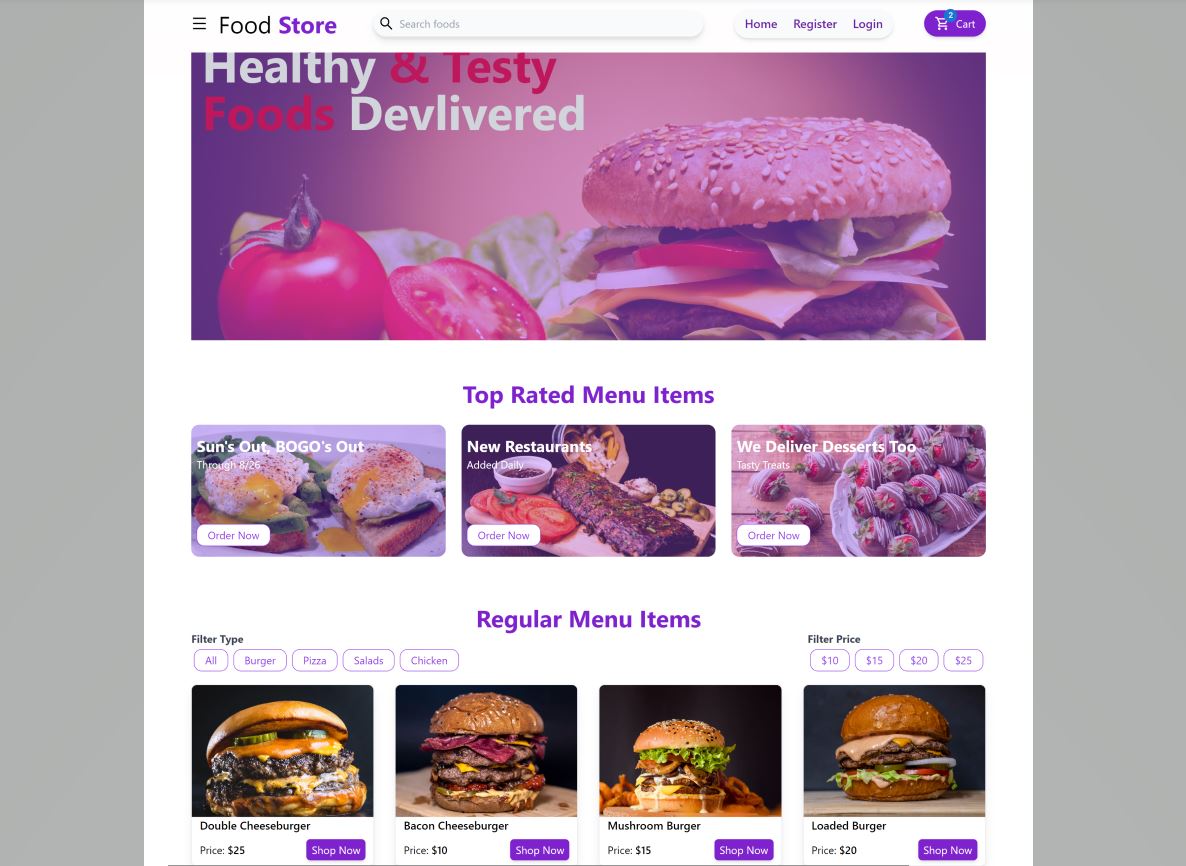 Food Store
Search foods
Home
Register
Login
2
Cart
Healthy & Testy
Foods Devlivered
Top Rated Menu Items
Sun's Out, BOGO's Out
Through 8/26
Order Now
New Restaurants
Added Daily
Order Now
We Deliver Desserts Too
Tasty Treats
Order Now
Regular Menu Items
Filter Type
All
Burger
Pizza
Salads
Chicken
Filter Price
$10
$15
$20
$25
Double Cheeseburger
Price: $25
Shop Now
Bacon Cheeseburger
Price: $10
Shop Now
Mushroom Burger
Price: $15
Shop Now
Loaded Burger
Price: $20
Shop Now